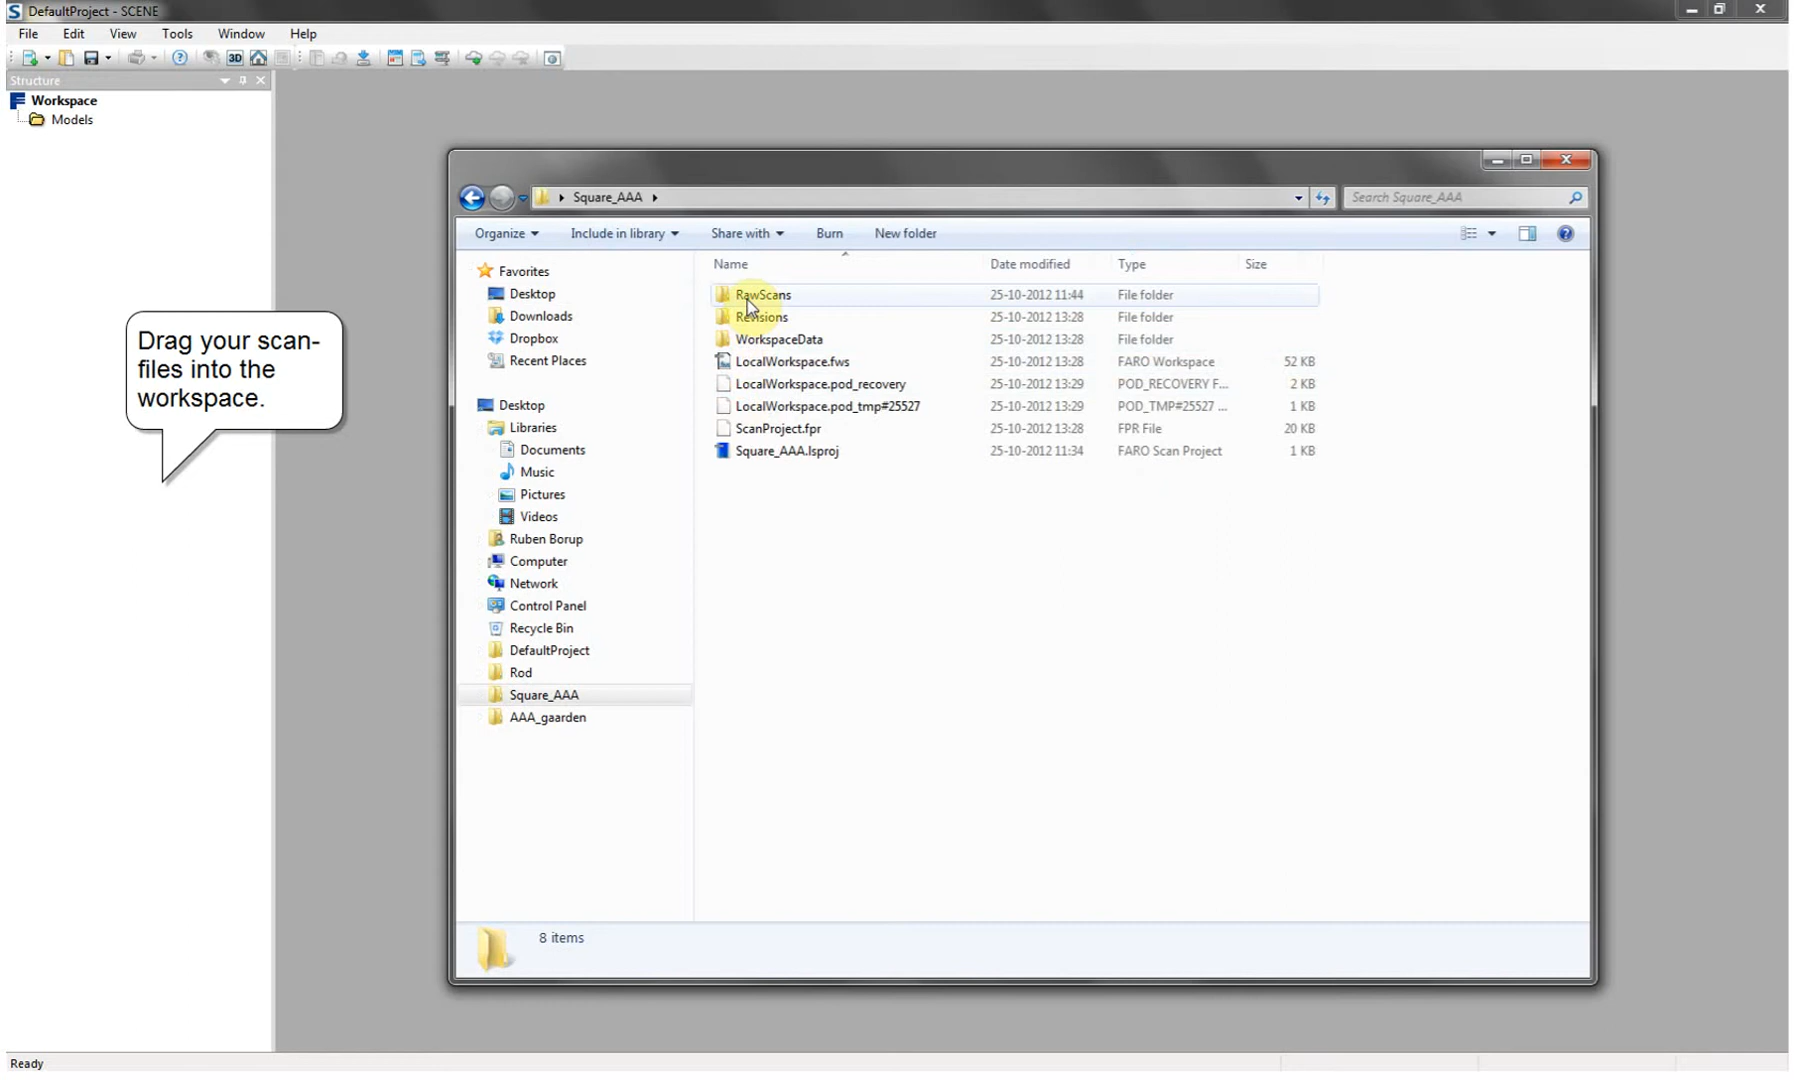 DefaultProject - SCENE
File Edit View Tools Window Help
3D
Structure
Workspace
Models
Drag your scan-
files into the
workspace.
Square_AAA
Search Square_AAA
Organize Include in library Share with Burn New folder
Name Date modified Type Size
Favorites
Desktop
Downloads
Dropbox
Recent Places
Desktop
Libraries
Documents
Music
Pictures
Videos
Ruben Borup
Computer
Network
Control Panel
Recycle Bin
DefaultProject
Rod
Square_AAA
AAA_gaarden
RawScans 25-10-2012 11:44 File folder
Revisions 25-10-2012 13:28 File folder
WorkspaceData 25-10-2012 13:28 File folder
LocalWorkspace.fws 25-10-2012 13:28 FARO Workspace 52 KB
LocalWorkspace.pod_recovery 25-10-2012 13:29 POD_RECOVERY F... 2 KB
LocalWorkspace.pod_tmp#25527 25-10-2012 13:29 POD_TMP#25527 ... 1 KB
ScanProject.fpr 25-10-2012 13:28 FPR File 20 KB
Square_AAA.lsproj 25-10-2012 11:34 FARO Scan Project 1 KB
8 items
Ready